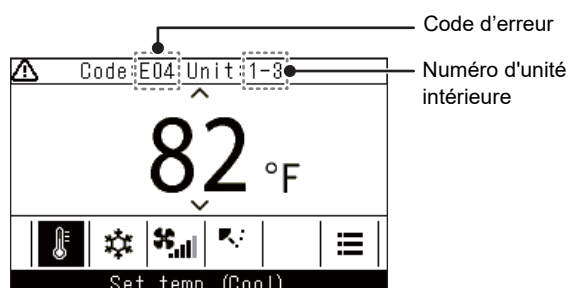 Code d’erreur
Code:E04 Unit:1-3
Numéro d'unité
intérieure
82 °F
Set temp.(Cool)